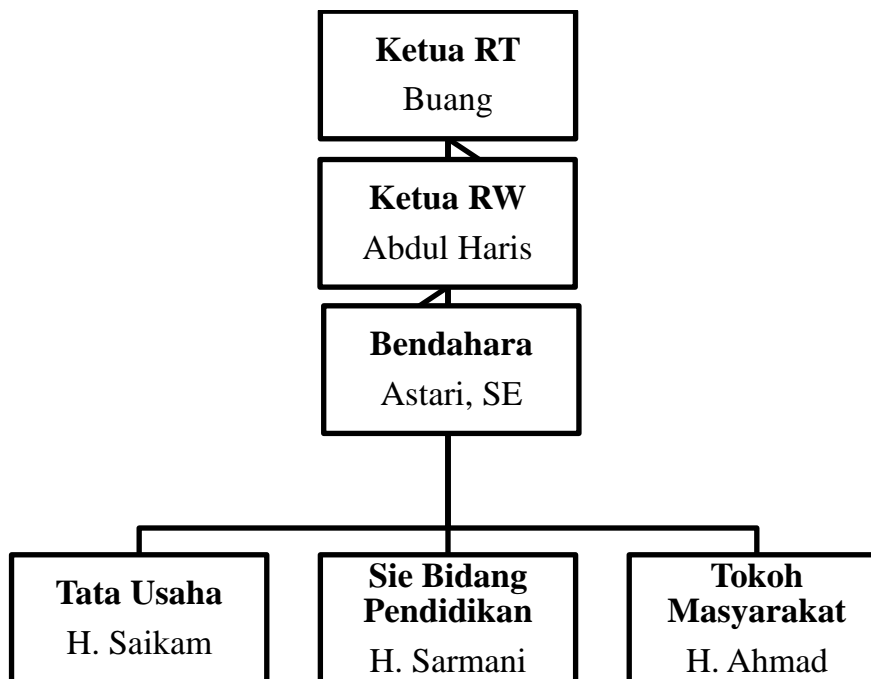 Ketua RT
Buang
Ketua RW
Abdul Haris
Bendahara
Astari, SE
Tata Usaha
H. Saikam
Sie Bidang
Pendidikan
H. Sarmani
Tokoh
Masyarakat
H. Ahmad